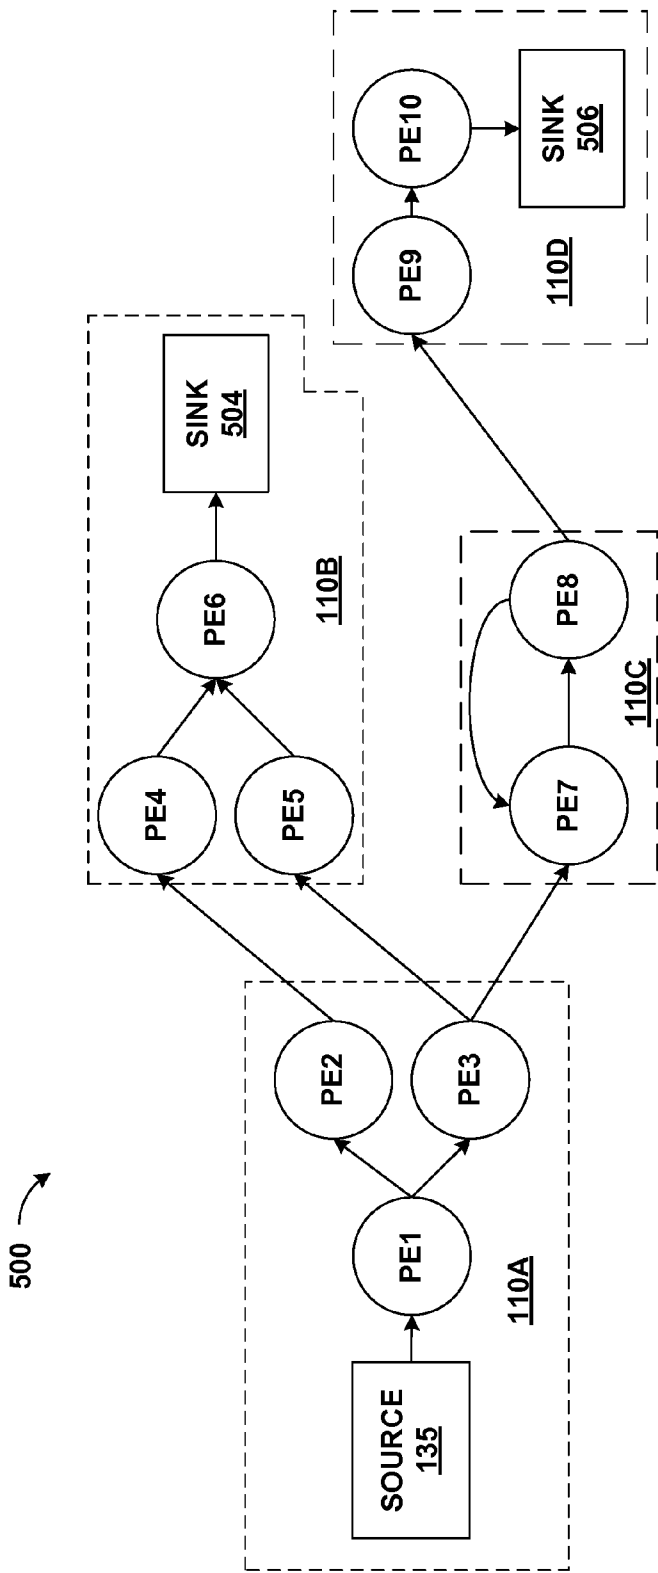 500
SOURCE
135
PE1
110A
PE2
PE3
PE4
PE5
PE6
SINK
504
110B
PE7
PE8
110C
PE9
PE10
SINK
506
110D